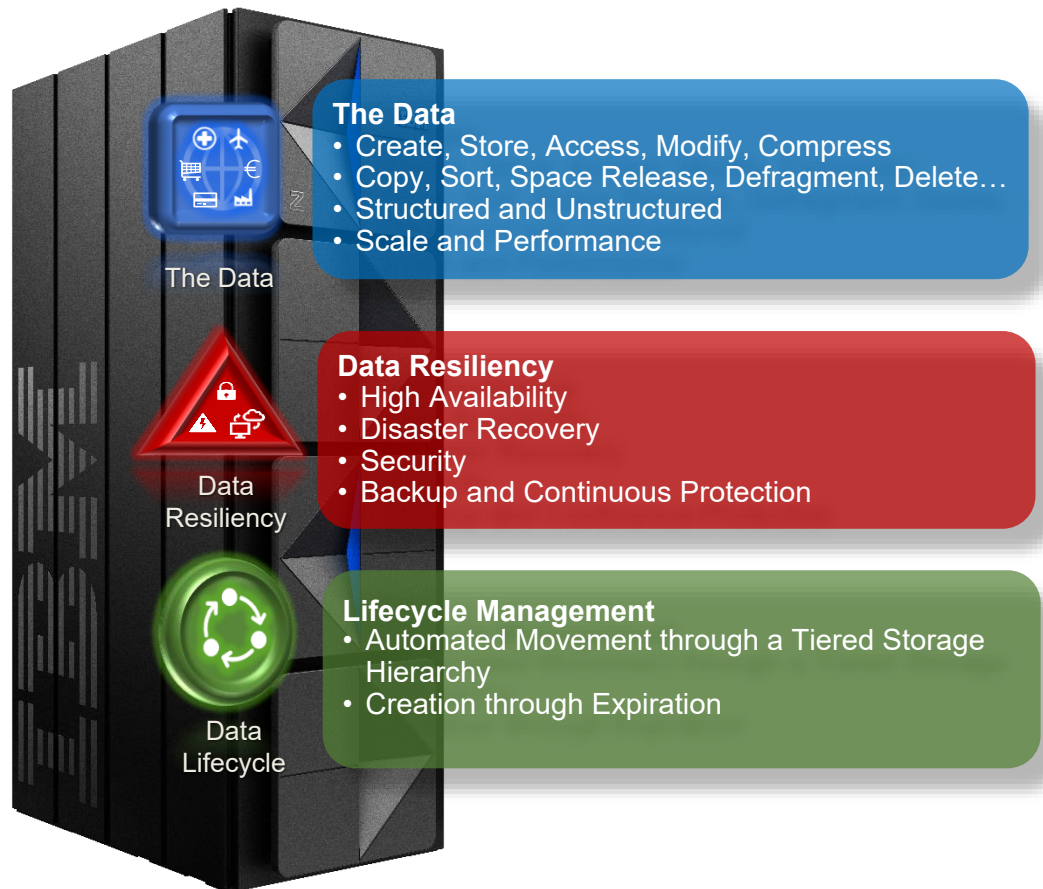 IBM
Z
The Data
The Data
• Create, Store, Access, Modify, Compress
• Copy, Sort, Space Release, Defragment, Delete…
• Structured and Unstructured
• Scale and Performance
Data
Resiliency
Data Resiliency
• High Availability
• Disaster Recovery
• Security
• Backup and Continuous Protection
Data
Lifecycle
Lifecycle Management
• Automated Movement through a Tiered Storage
Hierarchy
• Creation through Expiration